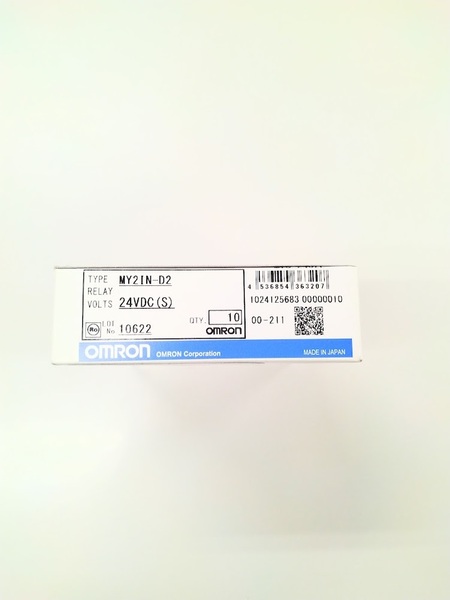 TYPE MY2IN-D2
RELAY
VOLTS 24VDC(S)
LOT No. 10622
QTY. 10
OMRON
4 536854 363207
1024125683 00000010
00-211
OMRON OMRON Corporation MADE IN JAPAN